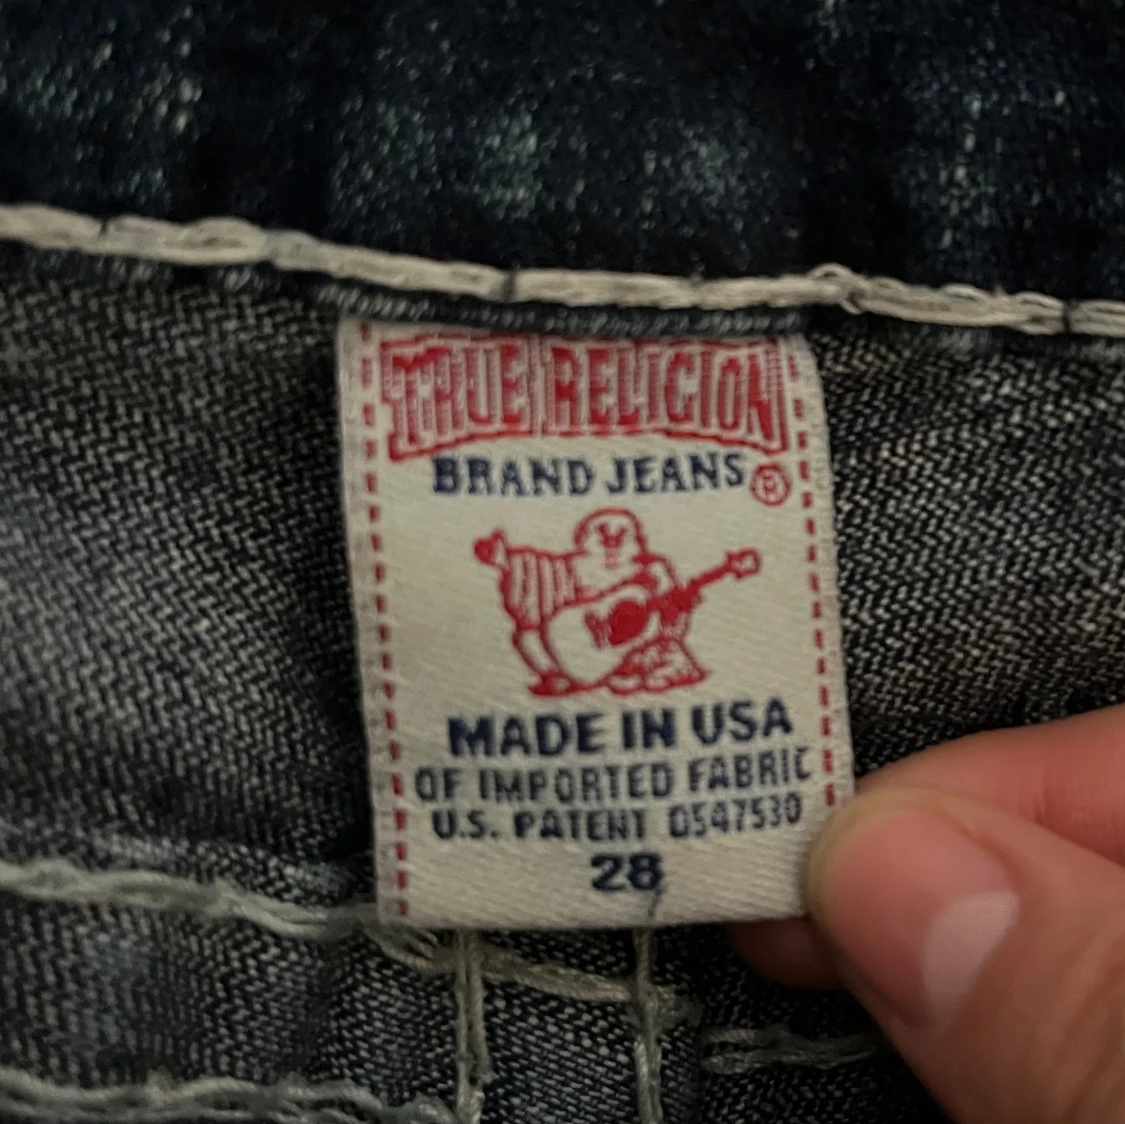 TRUE RELIGION
BRAND JEANS ®
MADE IN USA
OF IMPORTED FABRIC
U.S. PATENT D547530
28